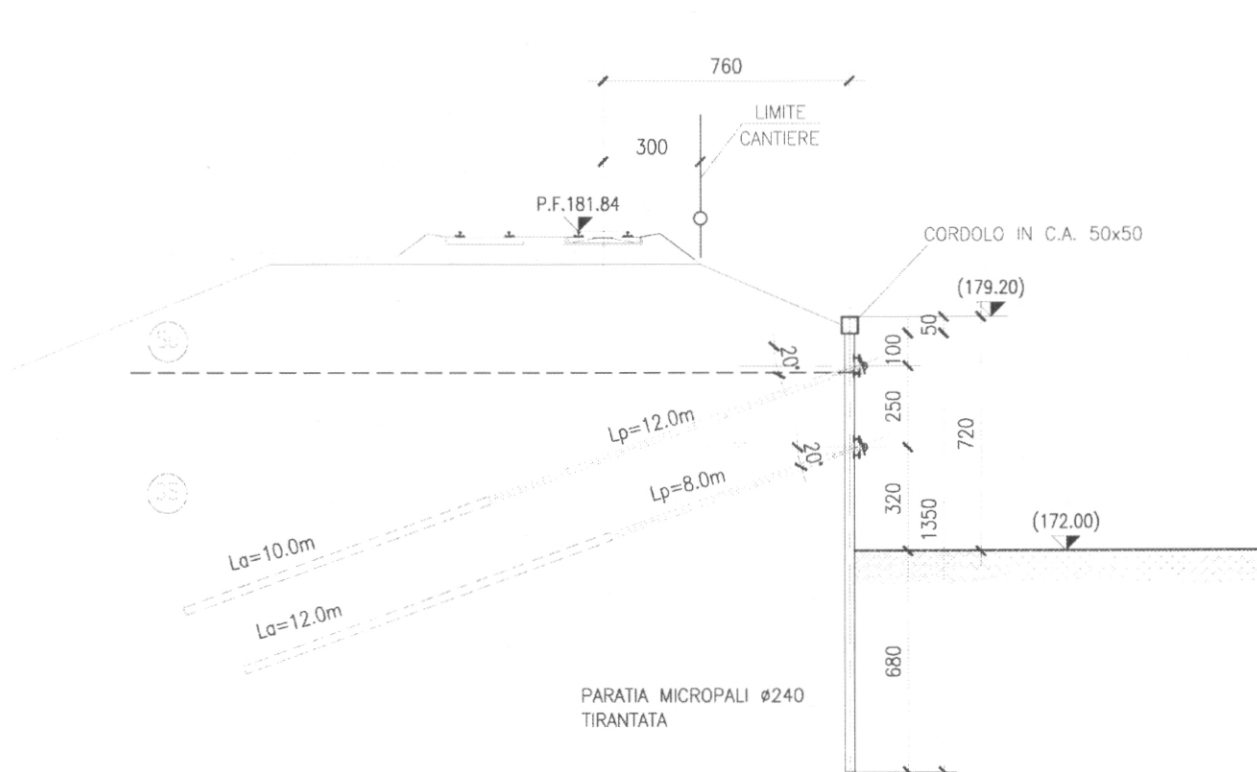 760
LIMITE
CANTIERE
300
P.F.181.84
CORDOLO IN C.A. 50x50
(179.20)
50
100
20°
250
Lp=12.0m
720
20°
Lp=8.0m
320
1350
(172.00)
La=10.0m
La=12.0m
680
PARATIA MICROPALI ø240
TIRANTATA